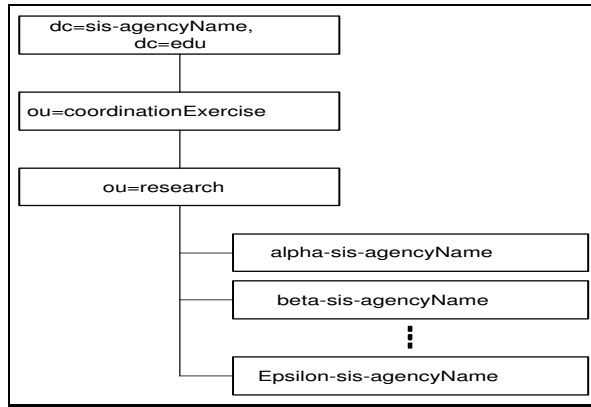 dc=sis-agencyName,
dc=edu
ou=coordinationExercise
ou=research
alpha-sis-agencyName
beta-sis-agencyName
Epsilon-sis-agencyName